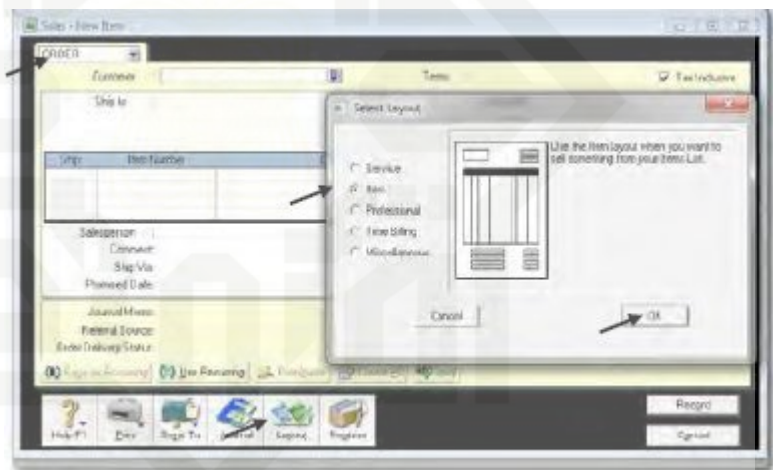 Sales - New Item
ORDER
Customer
Terms
Tax Inclusive
Ship to
Ship
Item Number
Salesperson
Comment
Ship Via
Promised Date
Journal Memo:
Referral Source:
Select Layout
Service
Item
Professional
Time Billing
Miscellaneous
Use the Item layout when you want to
sell something from your Items List.
Cancel
OK
Use Recurring
Help F1
Print
Journal
Layout
Register
Record
Cancel